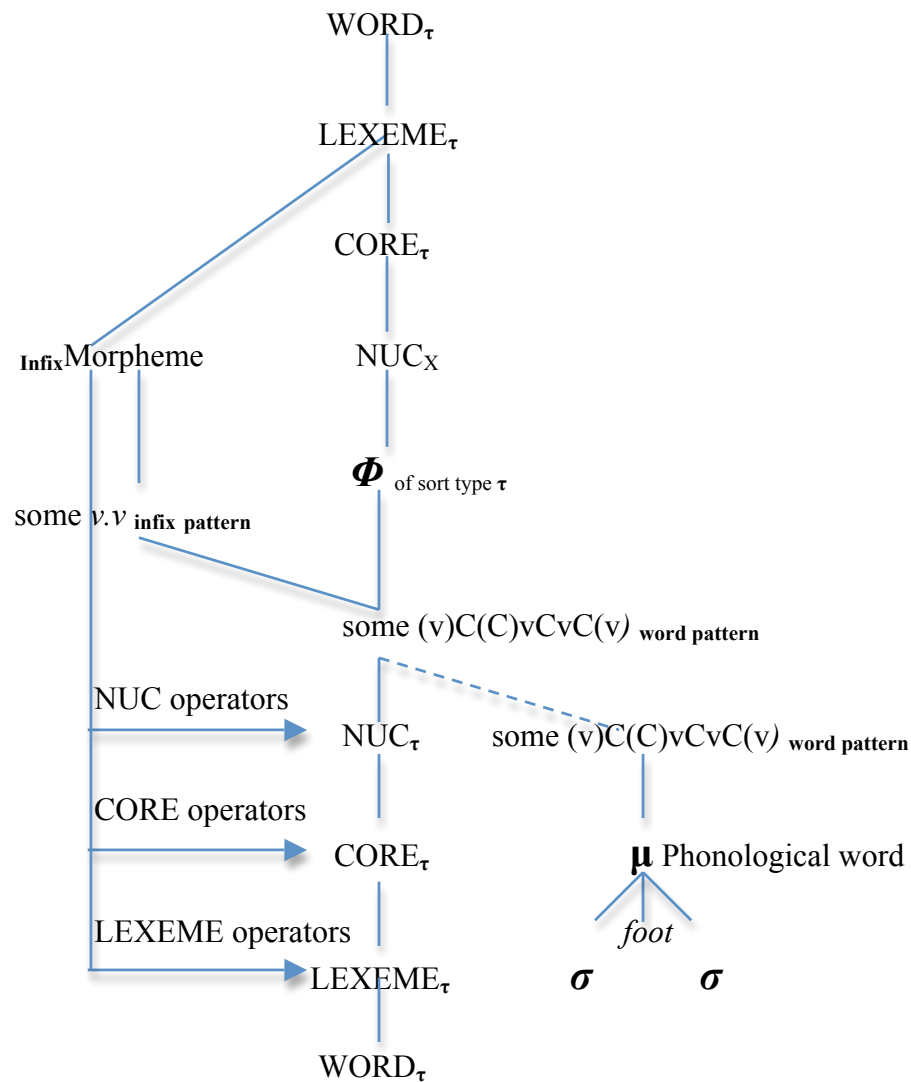 WORDτ
LEXEMEτ
COREτ
InfixMorpheme NUCX
Φ of sort type τ
some v.v infix pattern
some (v)C(C)vCvC(v) word pattern
NUC operators
NUCτ some (v)C(C)vCvC(v) word pattern
CORE operators
COREτ μ Phonological word
LEXEME operators foot
LEXEMEτ σ σ
WORDτ